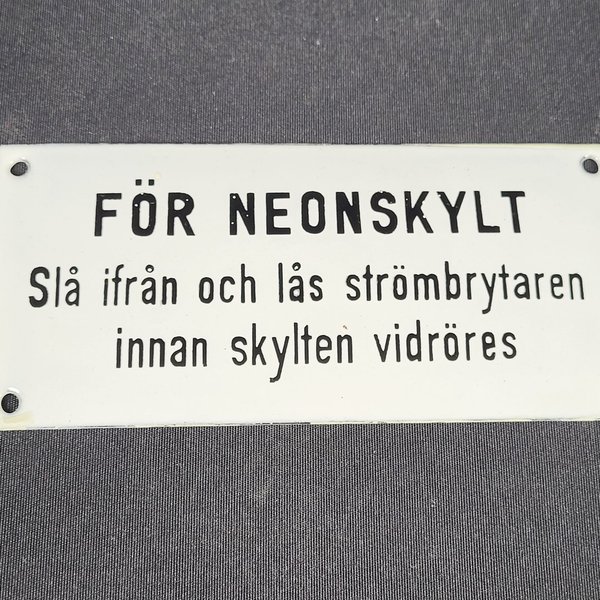 FÖR NEONSKYLT
Slå ifrån och lås strömbrytaren
innan skylten vidröres